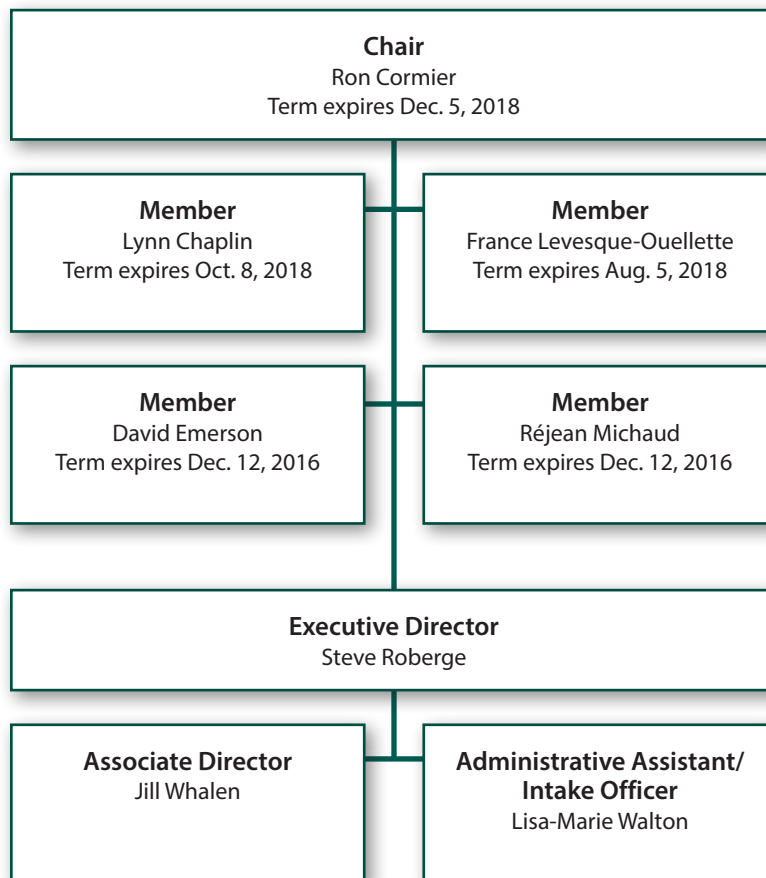 Chair
Ron Cormier
Term expires Dec. 5, 2018
Member
Lynn Chaplin
Term expires Oct. 8, 2018
Member
France Levesque-Ouellette
Term expires Aug. 5, 2018
Member
David Emerson
Term expires Dec. 12, 2016
Member
Réjean Michaud
Term expires Dec. 12, 2016
Executive Director
Steve Roberge
Associate Director
Jill Whalen
Administrative Assistant/
Intake Officer
Lisa-Marie Walton